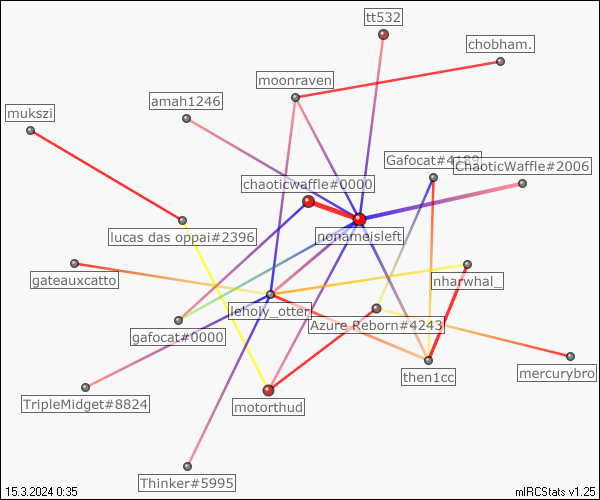 tt532
chobham.
moonraven
amah1246
mukszi
Gafocat#4189
ChaoticWaffle#2006
chaoticwaffle#0000
nonameisleft
lucas das oppai#2396
gateauxcatto
nharwhal_
leholy_otter
Azure Reborn#4243
gafocat#0000
then1cc
mercurybro
TripleMidget#8824
motorthud
Thinker#5995
15.3.2024 0:35
mIRCStats v1.25